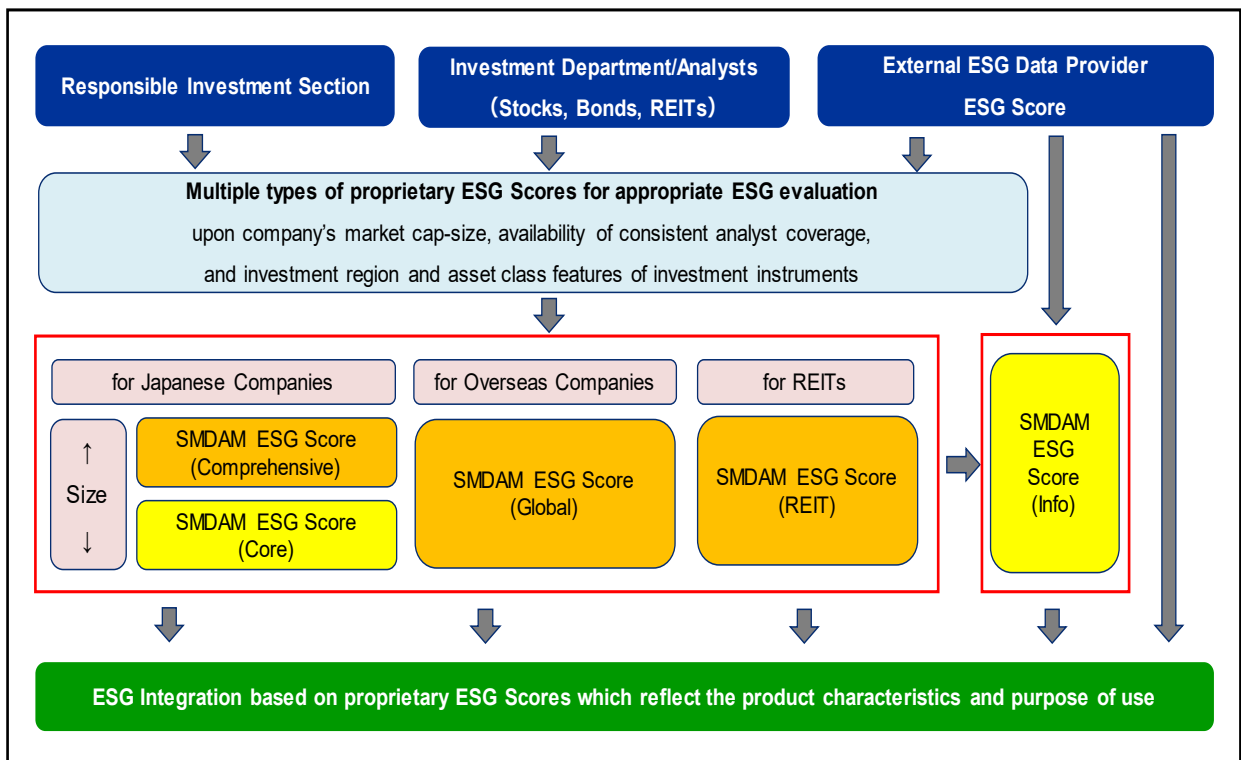 Responsible Investment Section
Investment Department/Analysts
(Stocks, Bonds, REITs)
External ESG Data Provider
ESG Score
Multiple types of proprietary ESG Scores for appropriate ESG evaluation
upon company's market cap-size, availability of consistent analyst coverage,
and investment region and asset class features of investment instruments
for Japanese Companies
for Overseas Companies
for REITs
↑
Size
↓
SMDAM ESG Score
(Comprehensive)
SMDAM ESG Score
(Core)
SMDAM ESG Score
(Global)
SMDAM ESG Score
(REIT)
SMDAM
ESG
Score
(Info)
ESG Integration based on proprietary ESG Scores which reflect the product characteristics and purpose of use